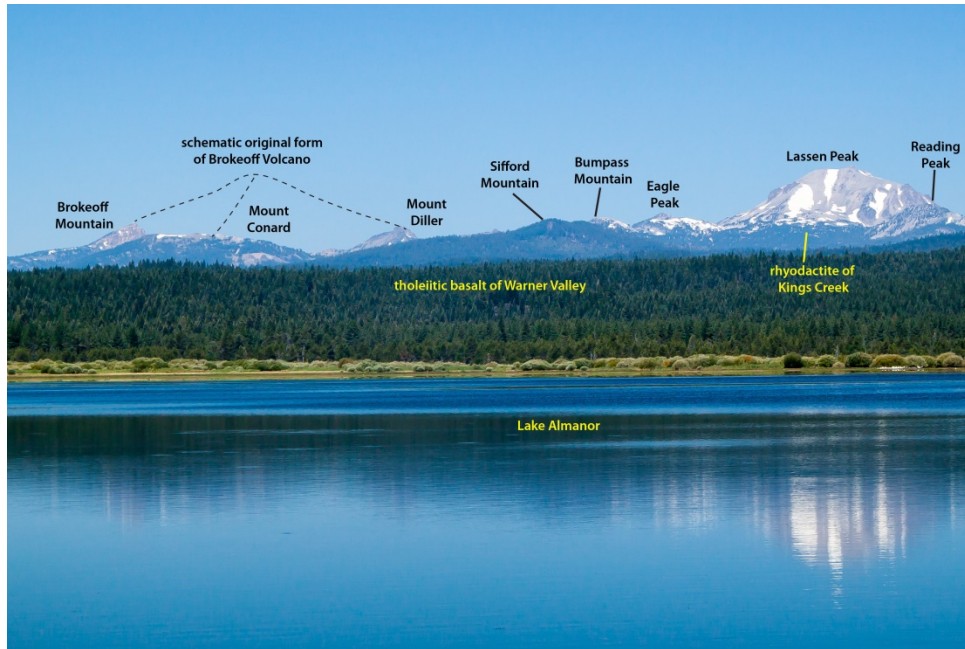 schematic original form
of Brokeoff Volcano
Brokeoff
Mountain
Mount
Conard
Mount
Diller
Sifford
Mountain
Bumpass
Mountain
Eagle
Peak
Lassen Peak
Reading
Peak
tholeiitic basalt of Warner Valley
rhyodactite of
Kings Creek
Lake Almanor